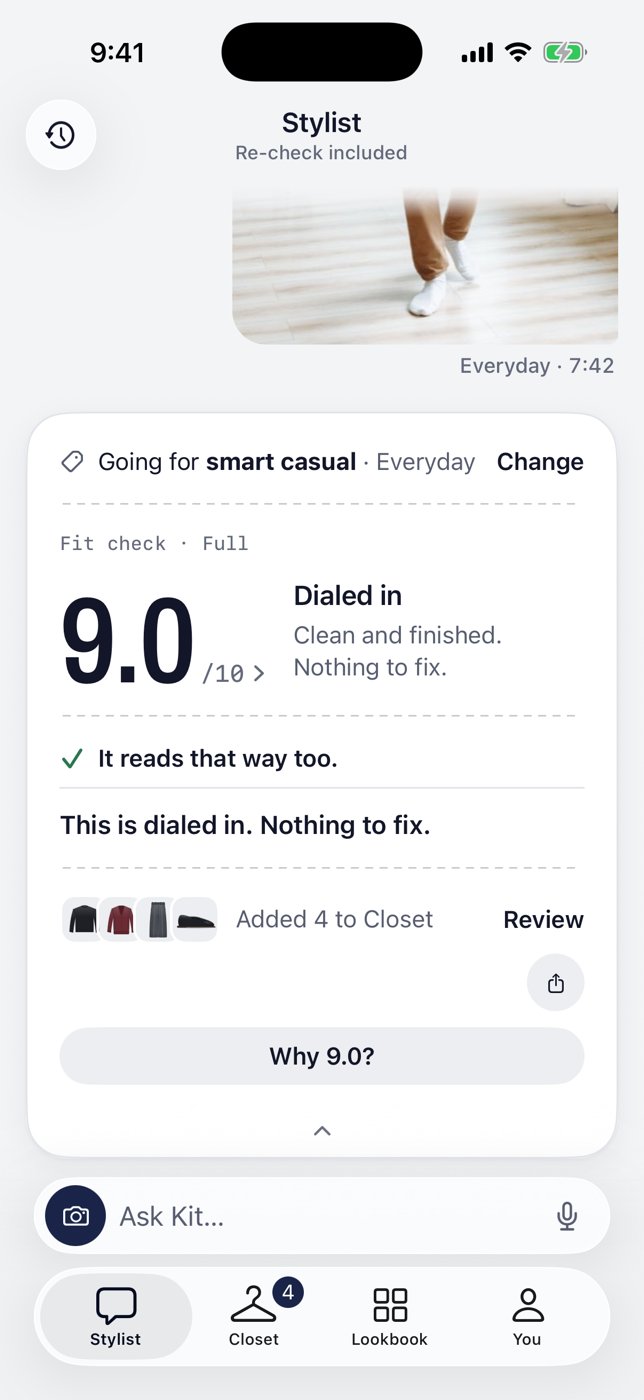 9:41
Stylist
Re-check included
Everyday · 7:42
Going for smart casual · Everyday Change
Fit check · Full
9.0 /10
Dialed in
Clean and finished.
Nothing to fix.
It reads that way too.
This is dialed in. Nothing to fix.
Added 4 to Closet Review
Why 9.0?
Ask Kit...
4
Stylist Closet Lookbook You